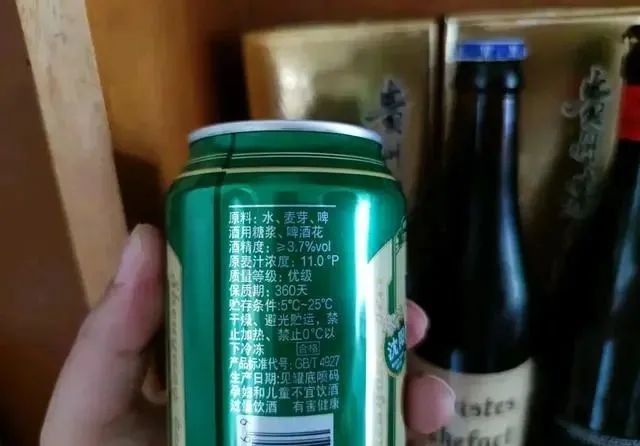 原料：水、麦芽、啤
酒用糖浆、啤酒花
酒精度：≥3.7%vol
原麦汁浓度：11.0 °P
质量等级：优级
保质期：360天
贮存条件:5℃~25℃
干燥、避光贮运，禁
止加热、禁止0℃以
下冷冻 合格
产品标准代号：GB/T 4927
生产日期：见罐底喷码
孕妇和儿童不宜饮酒
过量饮酒 有害健康
istes
hefort